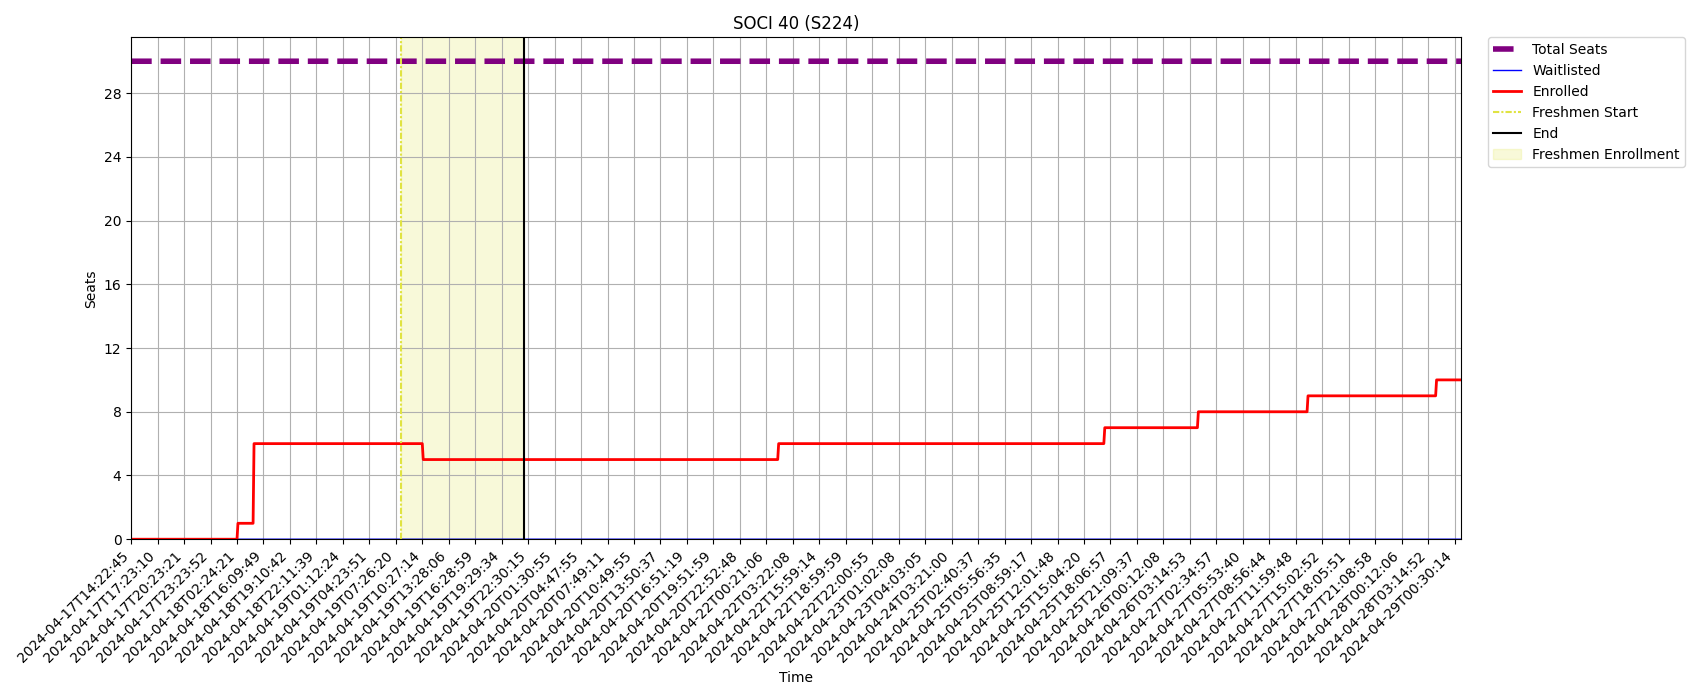 SOCI 40 (S224)
Total Seats
Waitlisted
Enrolled
Freshmen Start
End
Freshmen Enrollment
Seats
28
24
20
16
12
8
4
0
2024-04-17T14:22:45
2024-04-17T17:23:10
2024-04-17T20:23:21
2024-04-17T23:23:52
2024-04-18T02:24:21
2024-04-18T16:09:49
2024-04-18T19:10:42
2024-04-18T22:11:39
2024-04-19T01:12:24
2024-04-19T04:23:51
2024-04-19T07:26:20
2024-04-19T10:27:14
2024-04-19T13:28:06
2024-04-19T16:28:59
2024-04-19T19:29:34
2024-04-19T22:30:15
2024-04-20T01:30:55
2024-04-20T04:47:55
2024-04-20T07:49:11
2024-04-20T10:49:55
2024-04-20T13:50:37
2024-04-20T16:51:19
2024-04-20T19:51:59
2024-04-20T22:52:48
2024-04-22T00:21:06
2024-04-22T03:22:08
2024-04-22T15:59:14
2024-04-22T18:59:59
2024-04-22T22:00:55
2024-04-23T01:02:08
2024-04-23T04:03:05
2024-04-24T03:21:00
2024-04-25T02:40:37
2024-04-25T05:56:35
2024-04-25T08:59:17
2024-04-25T12:01:48
2024-04-25T15:04:20
2024-04-25T18:06:57
2024-04-25T21:09:37
2024-04-26T00:12:08
2024-04-26T03:14:53
2024-04-27T02:34:57
2024-04-27T05:53:40
2024-04-27T08:56:44
2024-04-27T11:59:48
2024-04-27T15:02:52
2024-04-27T18:05:51
2024-04-27T21:08:58
2024-04-28T00:12:06
2024-04-28T03:14:52
2024-04-29T00:30:14
Time